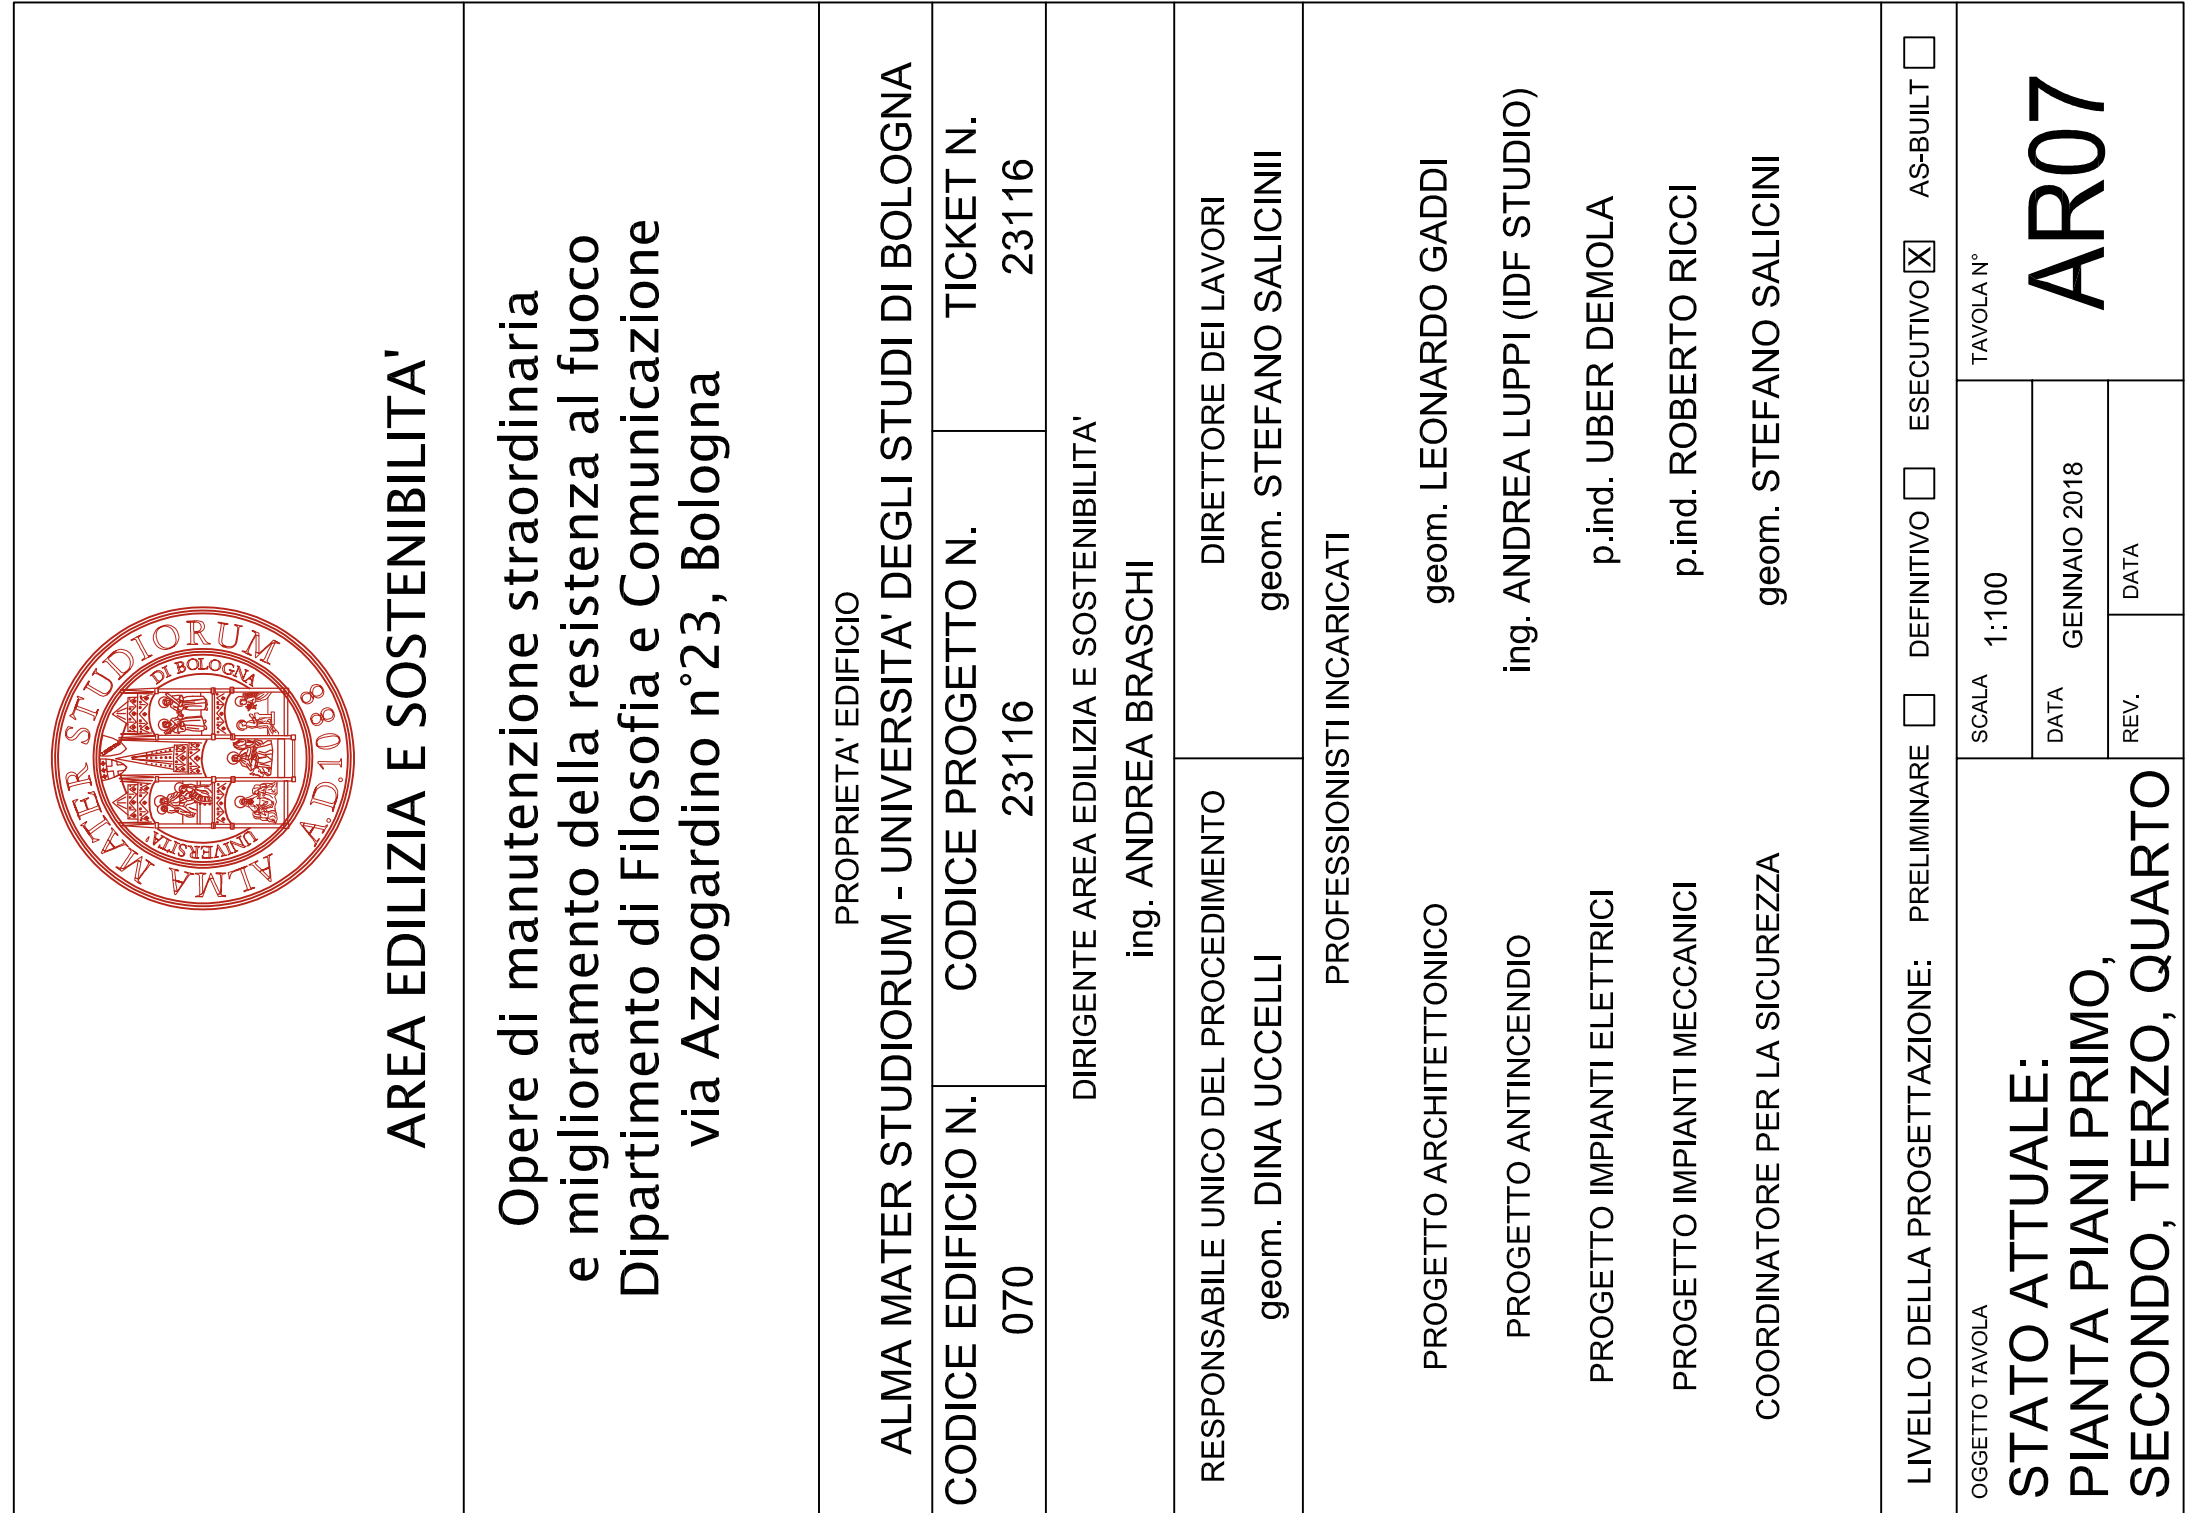 ALMA MATER STUDIORUM
A.D. 1088
UNIVERSITA'
DI BOLOGNA
AREA EDILIZIA E SOSTENIBILITA'
Opere di manutenzione straordinaria
e miglioramento della resistenza al fuoco
Dipartimento di Filosofia e Comunicazione
via Azzogardino n°23, Bologna
PROPRIETA' EDIFICIO
ALMA MATER STUDIORUM - UNIVERSITA' DEGLI STUDI DI BOLOGNA
CODICE EDIFICIO N. CODICE PROGETTO N. TICKET N.
070 23116 23116
DIRIGENTE AREA EDILIZIA E SOSTENIBILITA'
ing. ANDREA BRASCHI
RESPONSABILE UNICO DEL PROCEDIMENTO
geom. DINA UCCELLI
DIRETTORE DEI LAVORI
geom. STEFANO SALICINII
PROFESSIONISTI INCARICATI
PROGETTO ARCHITETTONICO geom. LEONARDO GADDI
PROGETTO ANTINCENDIO ing. ANDREA LUPPI (IDF STUDIO)
PROGETTO IMPIANTI ELETTRICI p.ind. UBER DEMOLA
PROGETTO IMPIANTI MECCANICI p.ind. ROBERTO RICCI
COORDINATORE PER LA SICUREZZA geom. STEFANO SALICINI
LIVELLO DELLA PROGETTAZIONE: PRELIMINARE DEFINITIVO ESECUTIVO X AS-BUILT
OGGETTO TAVOLA
STATO ATTUALE:
PIANTA PIANI PRIMO,
SECONDO, TERZO, QUARTO
SCALA 1:100
DATA GENNAIO 2018
REV. DATA
TAVOLA N°
AR07